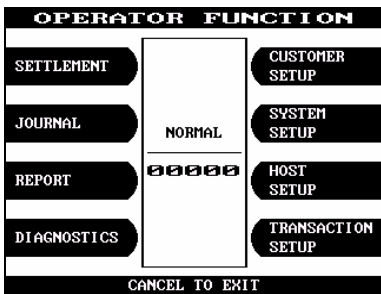 OPERATOR FUNCTION
SETTLEMENT
CUSTOMER
SETUP
JOURNAL
SYSTEM
SETUP
NORMAL
REPORT
00000
HOST
SETUP
DIAGNOSTICS
TRANSACTION
SETUP
CANCEL TO EXIT